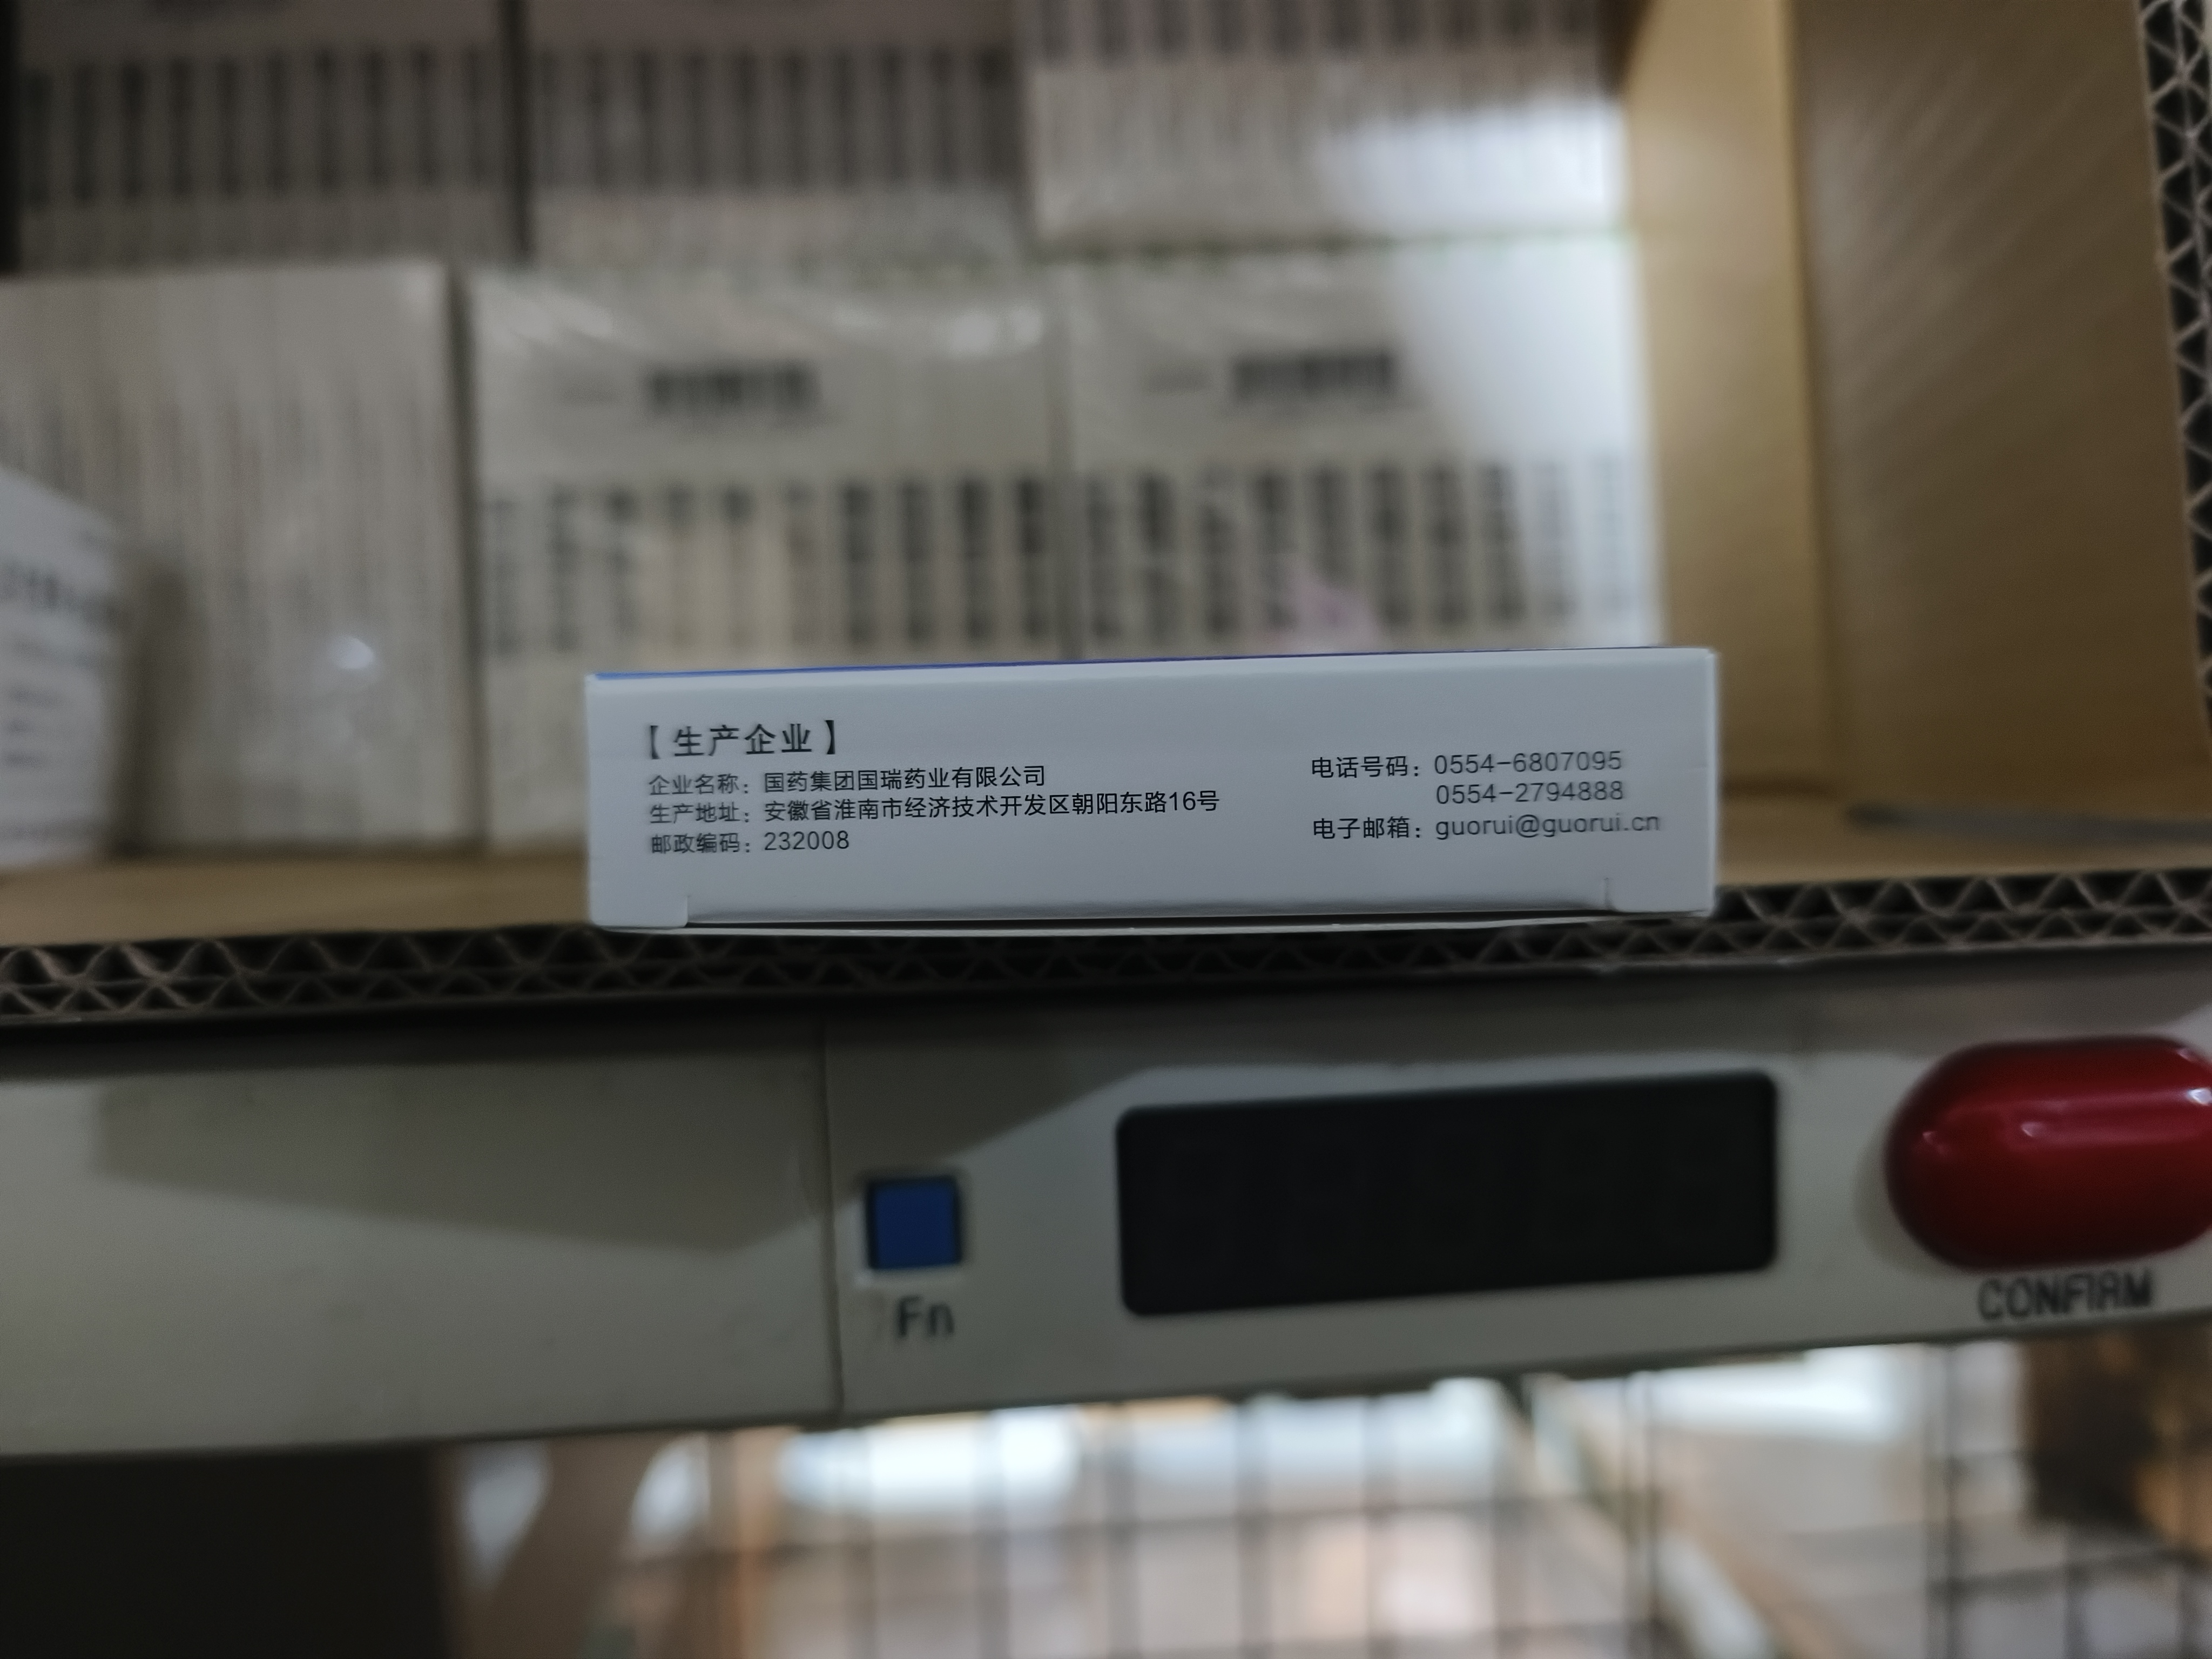 【生产企业】
企业名称：国药集团国瑞药业有限公司
生产地址：安徽省淮南市经济技术开发区朝阳东路16号
邮政编码：232008
电话号码：0554-6807095
0554-2794888
电子邮箱：guorui@guorui.cn
Fn
CONFIRM